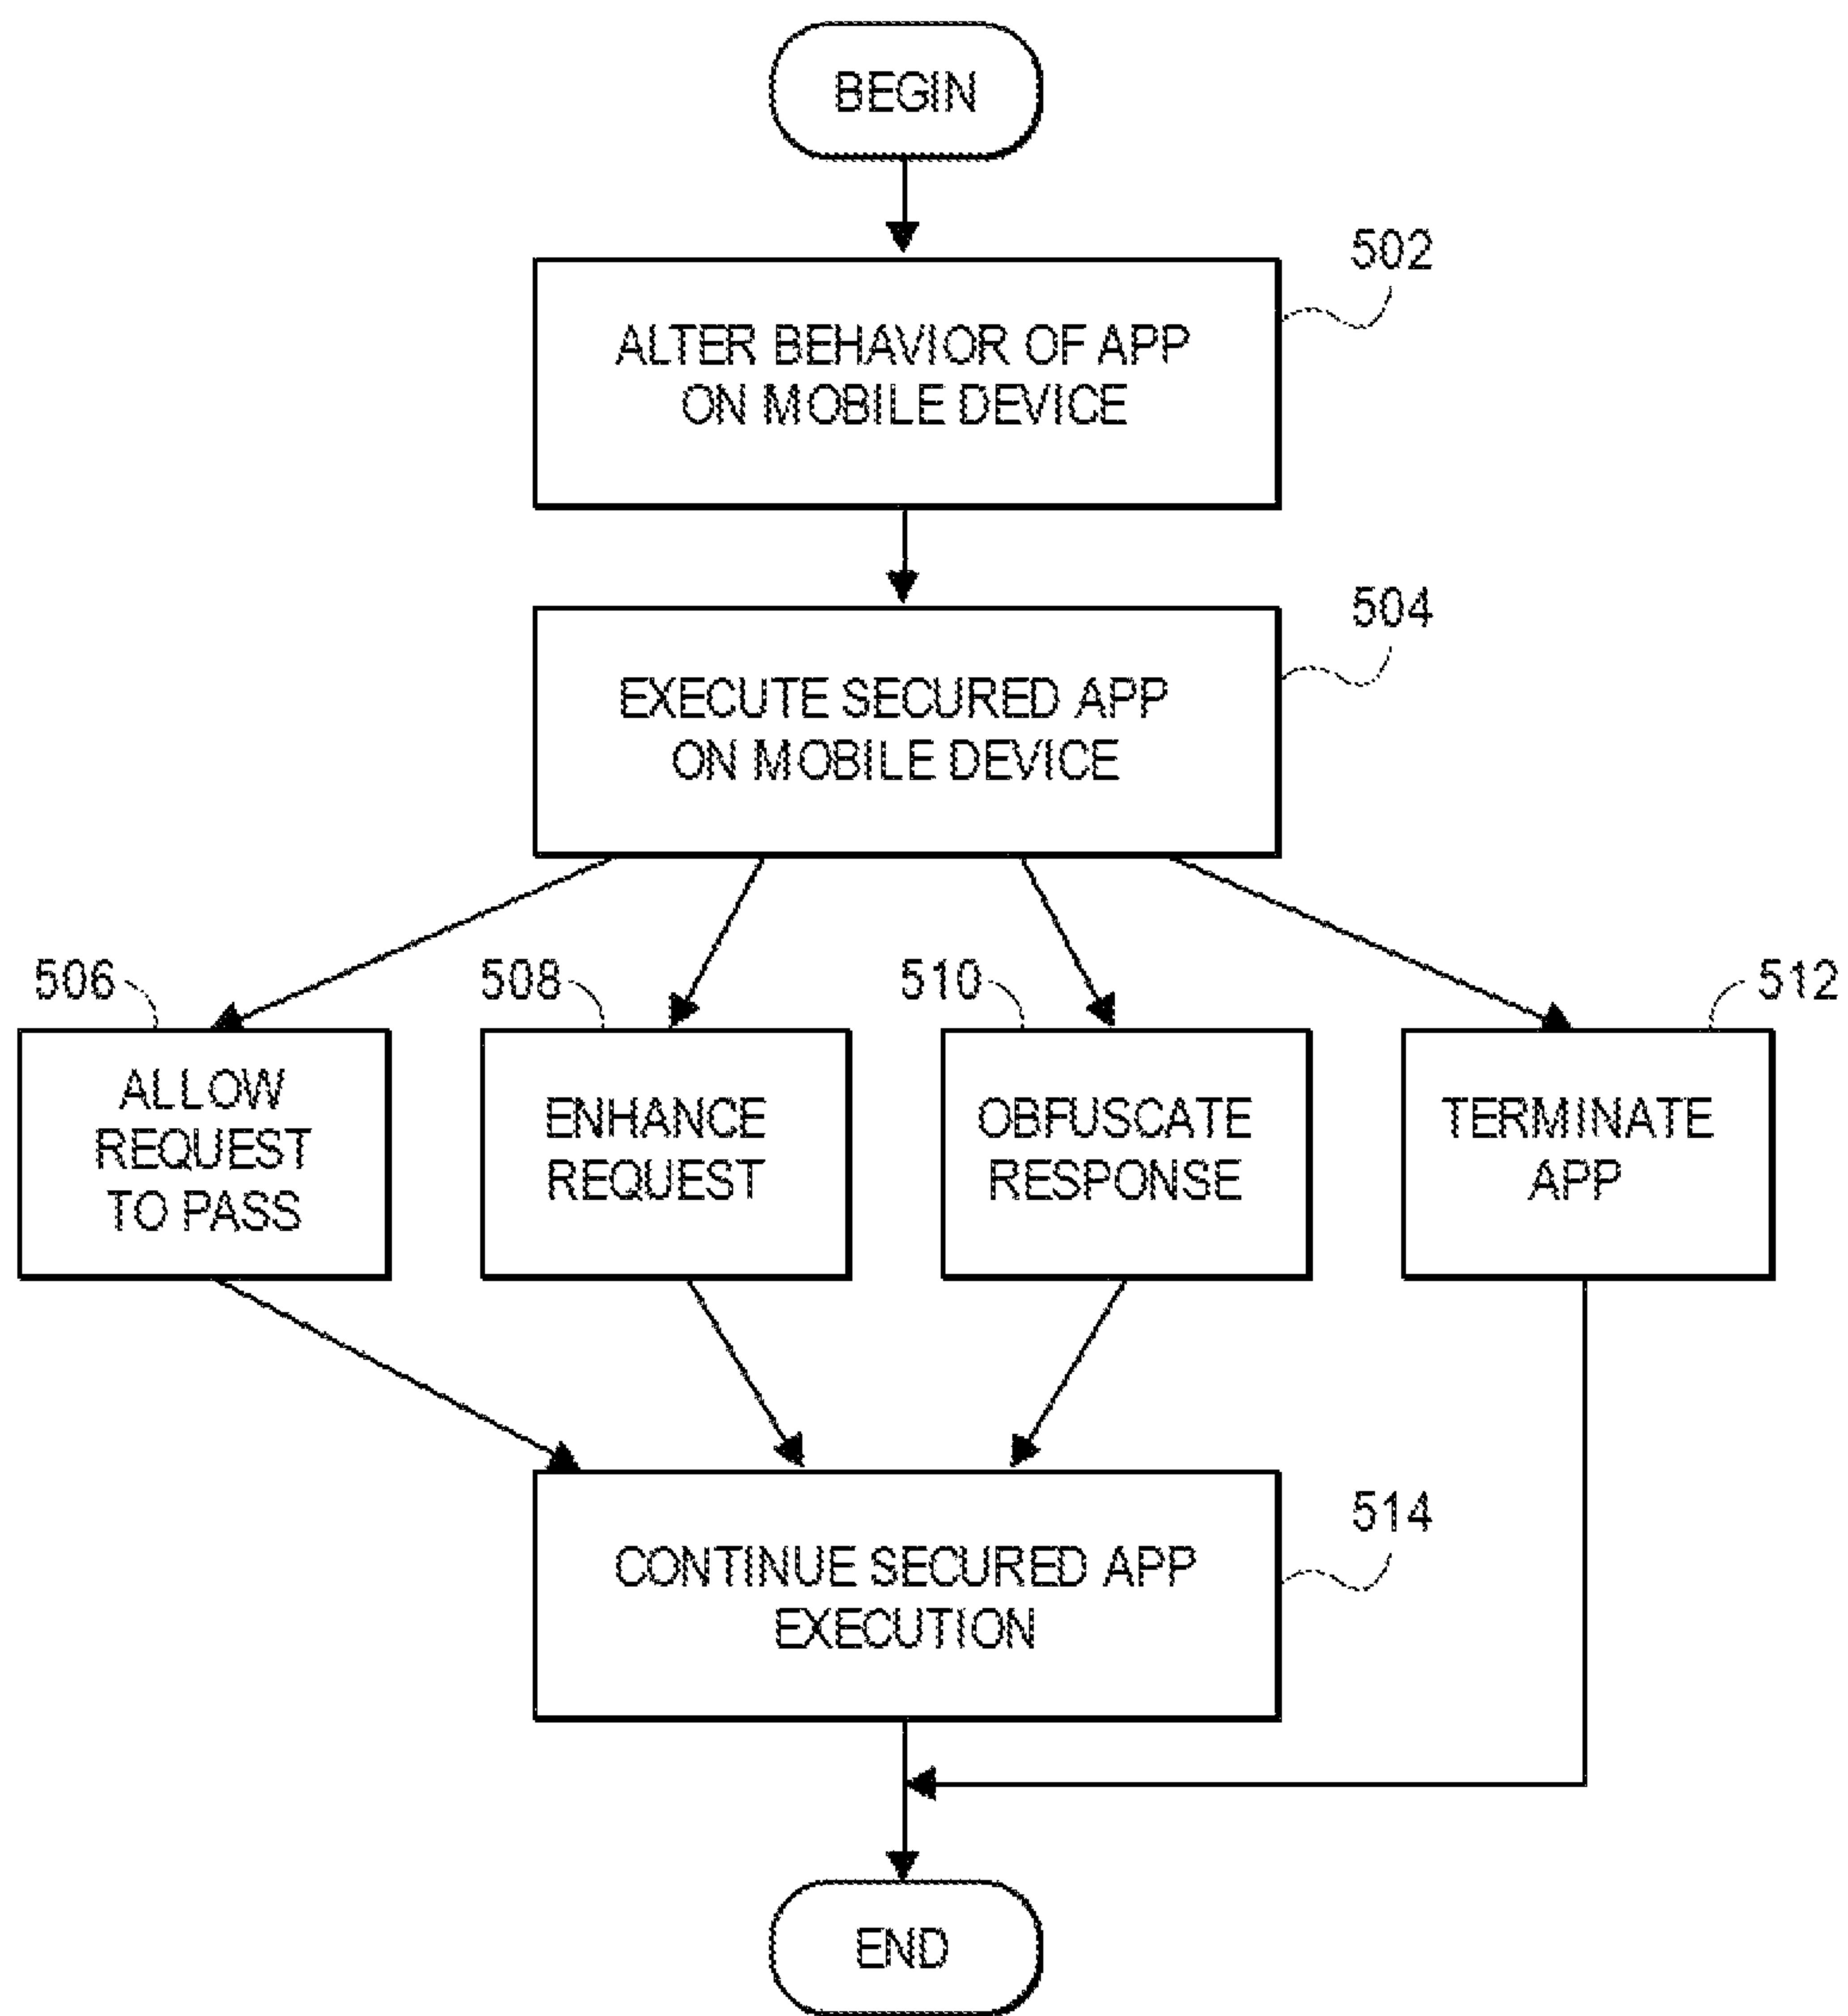 BEGIN
502
ALTER BEHAVIOR OF APP
ON MOBILE DEVICE
504
EXECUTE SECURED APP
ON MOBILE DEVICE
506
508
510
512
ALLOW
REQUEST
TO PASS
ENHANCE
REQUEST
OBFUSCATE
RESPONSE
TERMINATE
APP
514
CONTINUE SECURED APP
EXECUTION
END